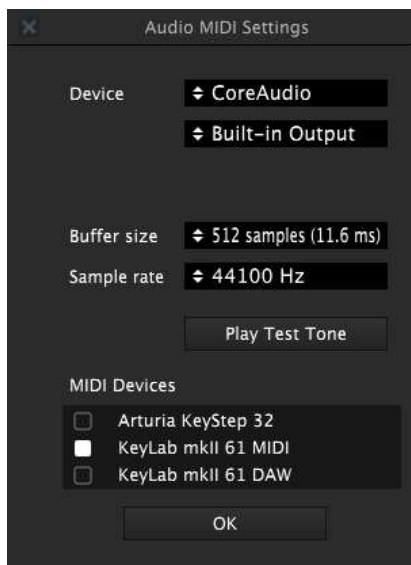 Audio MIDI Settings
Device
CoreAudio
Built-in Output
Buffer size
512 samples (11.6 ms)
Sample rate
44100 Hz
Play Test Tone
MIDI Devices
Arturia KeyStep 32
KeyLab mkII 61 MIDI
KeyLab mkII 61 DAW
OK